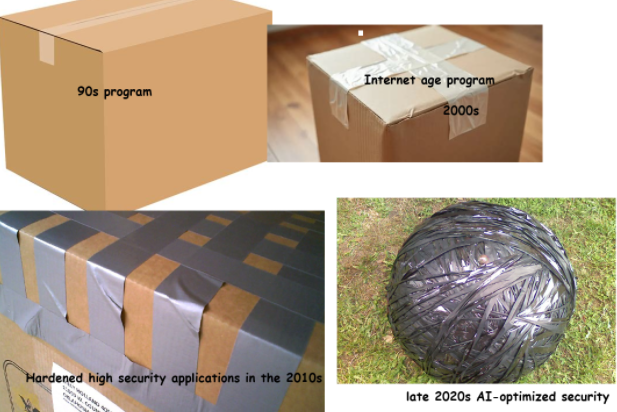 90s program
Internet age program
2000s
Hardened high security applications in the 2010s
late 2020s AI-optimized security